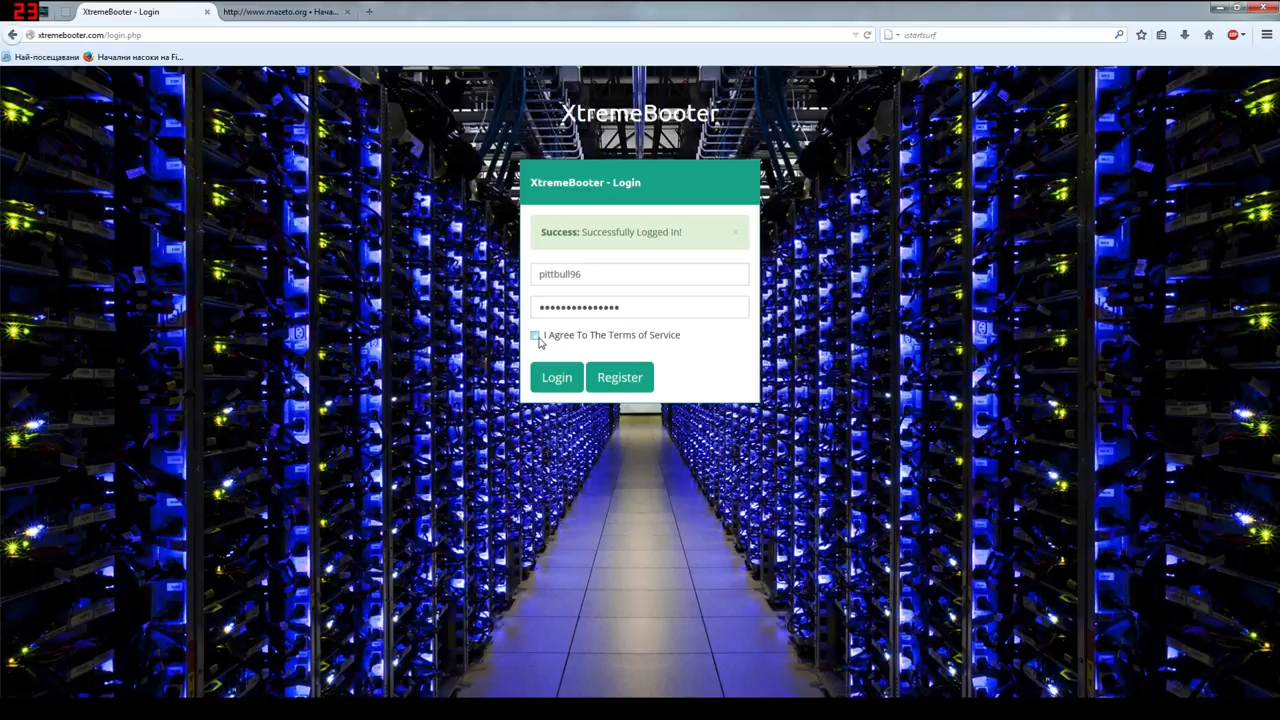 23
XtremeBooter - Login
http://www.mazeto.org • Нача...
xtremebooter.com/login.php
istartsurf
Най-посещавани
Начални насоки на Fi...
XtremeBooter
XtremeBooter - Login
Success: Successfully Logged In!
pittbull96
I Agree To The Terms of Service
Login
Register